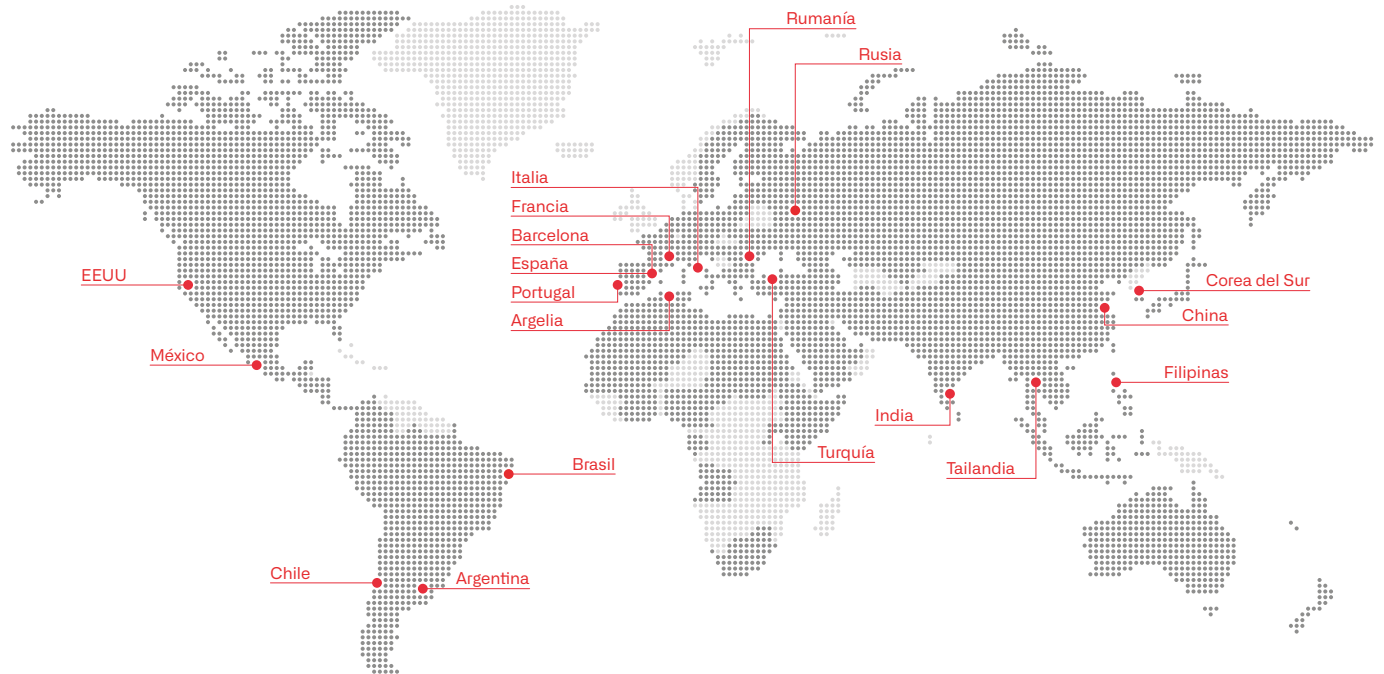 Rumanía
Rusia
Italia
Francia
Barcelona
España
Portugal
Argelia
EEUU
México
Corea del Sur
China
Filipinas
India
Turquía
Tailandia
Brasil
Chile
Argentina